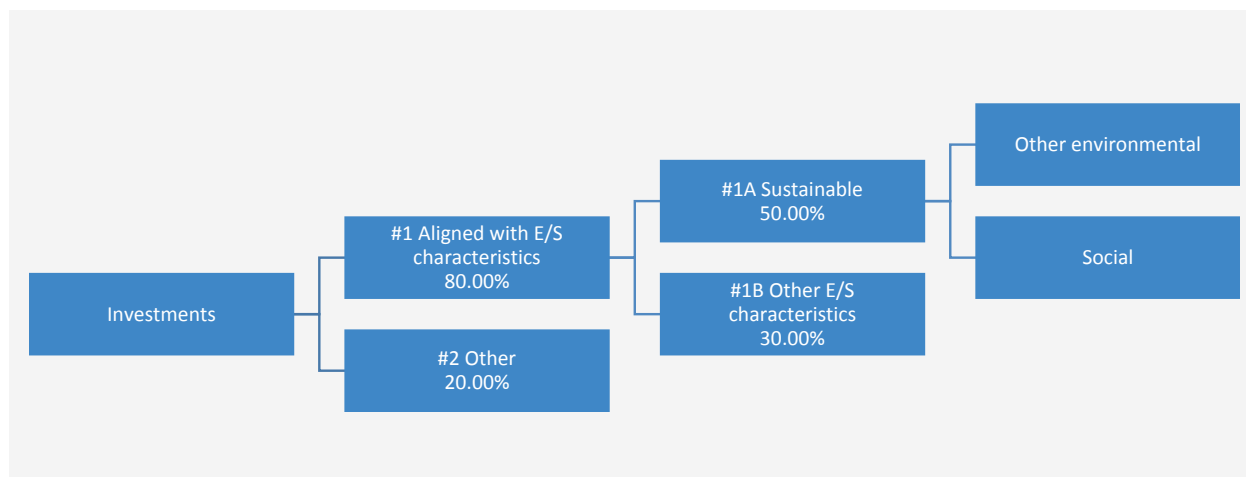 Investments
#1 Aligned with E/S
characteristics
80.00%
#2 Other
20.00%
#1A Sustainable
50.00%
#1B Other E/S
characteristics
30.00%
Other environmental
Social